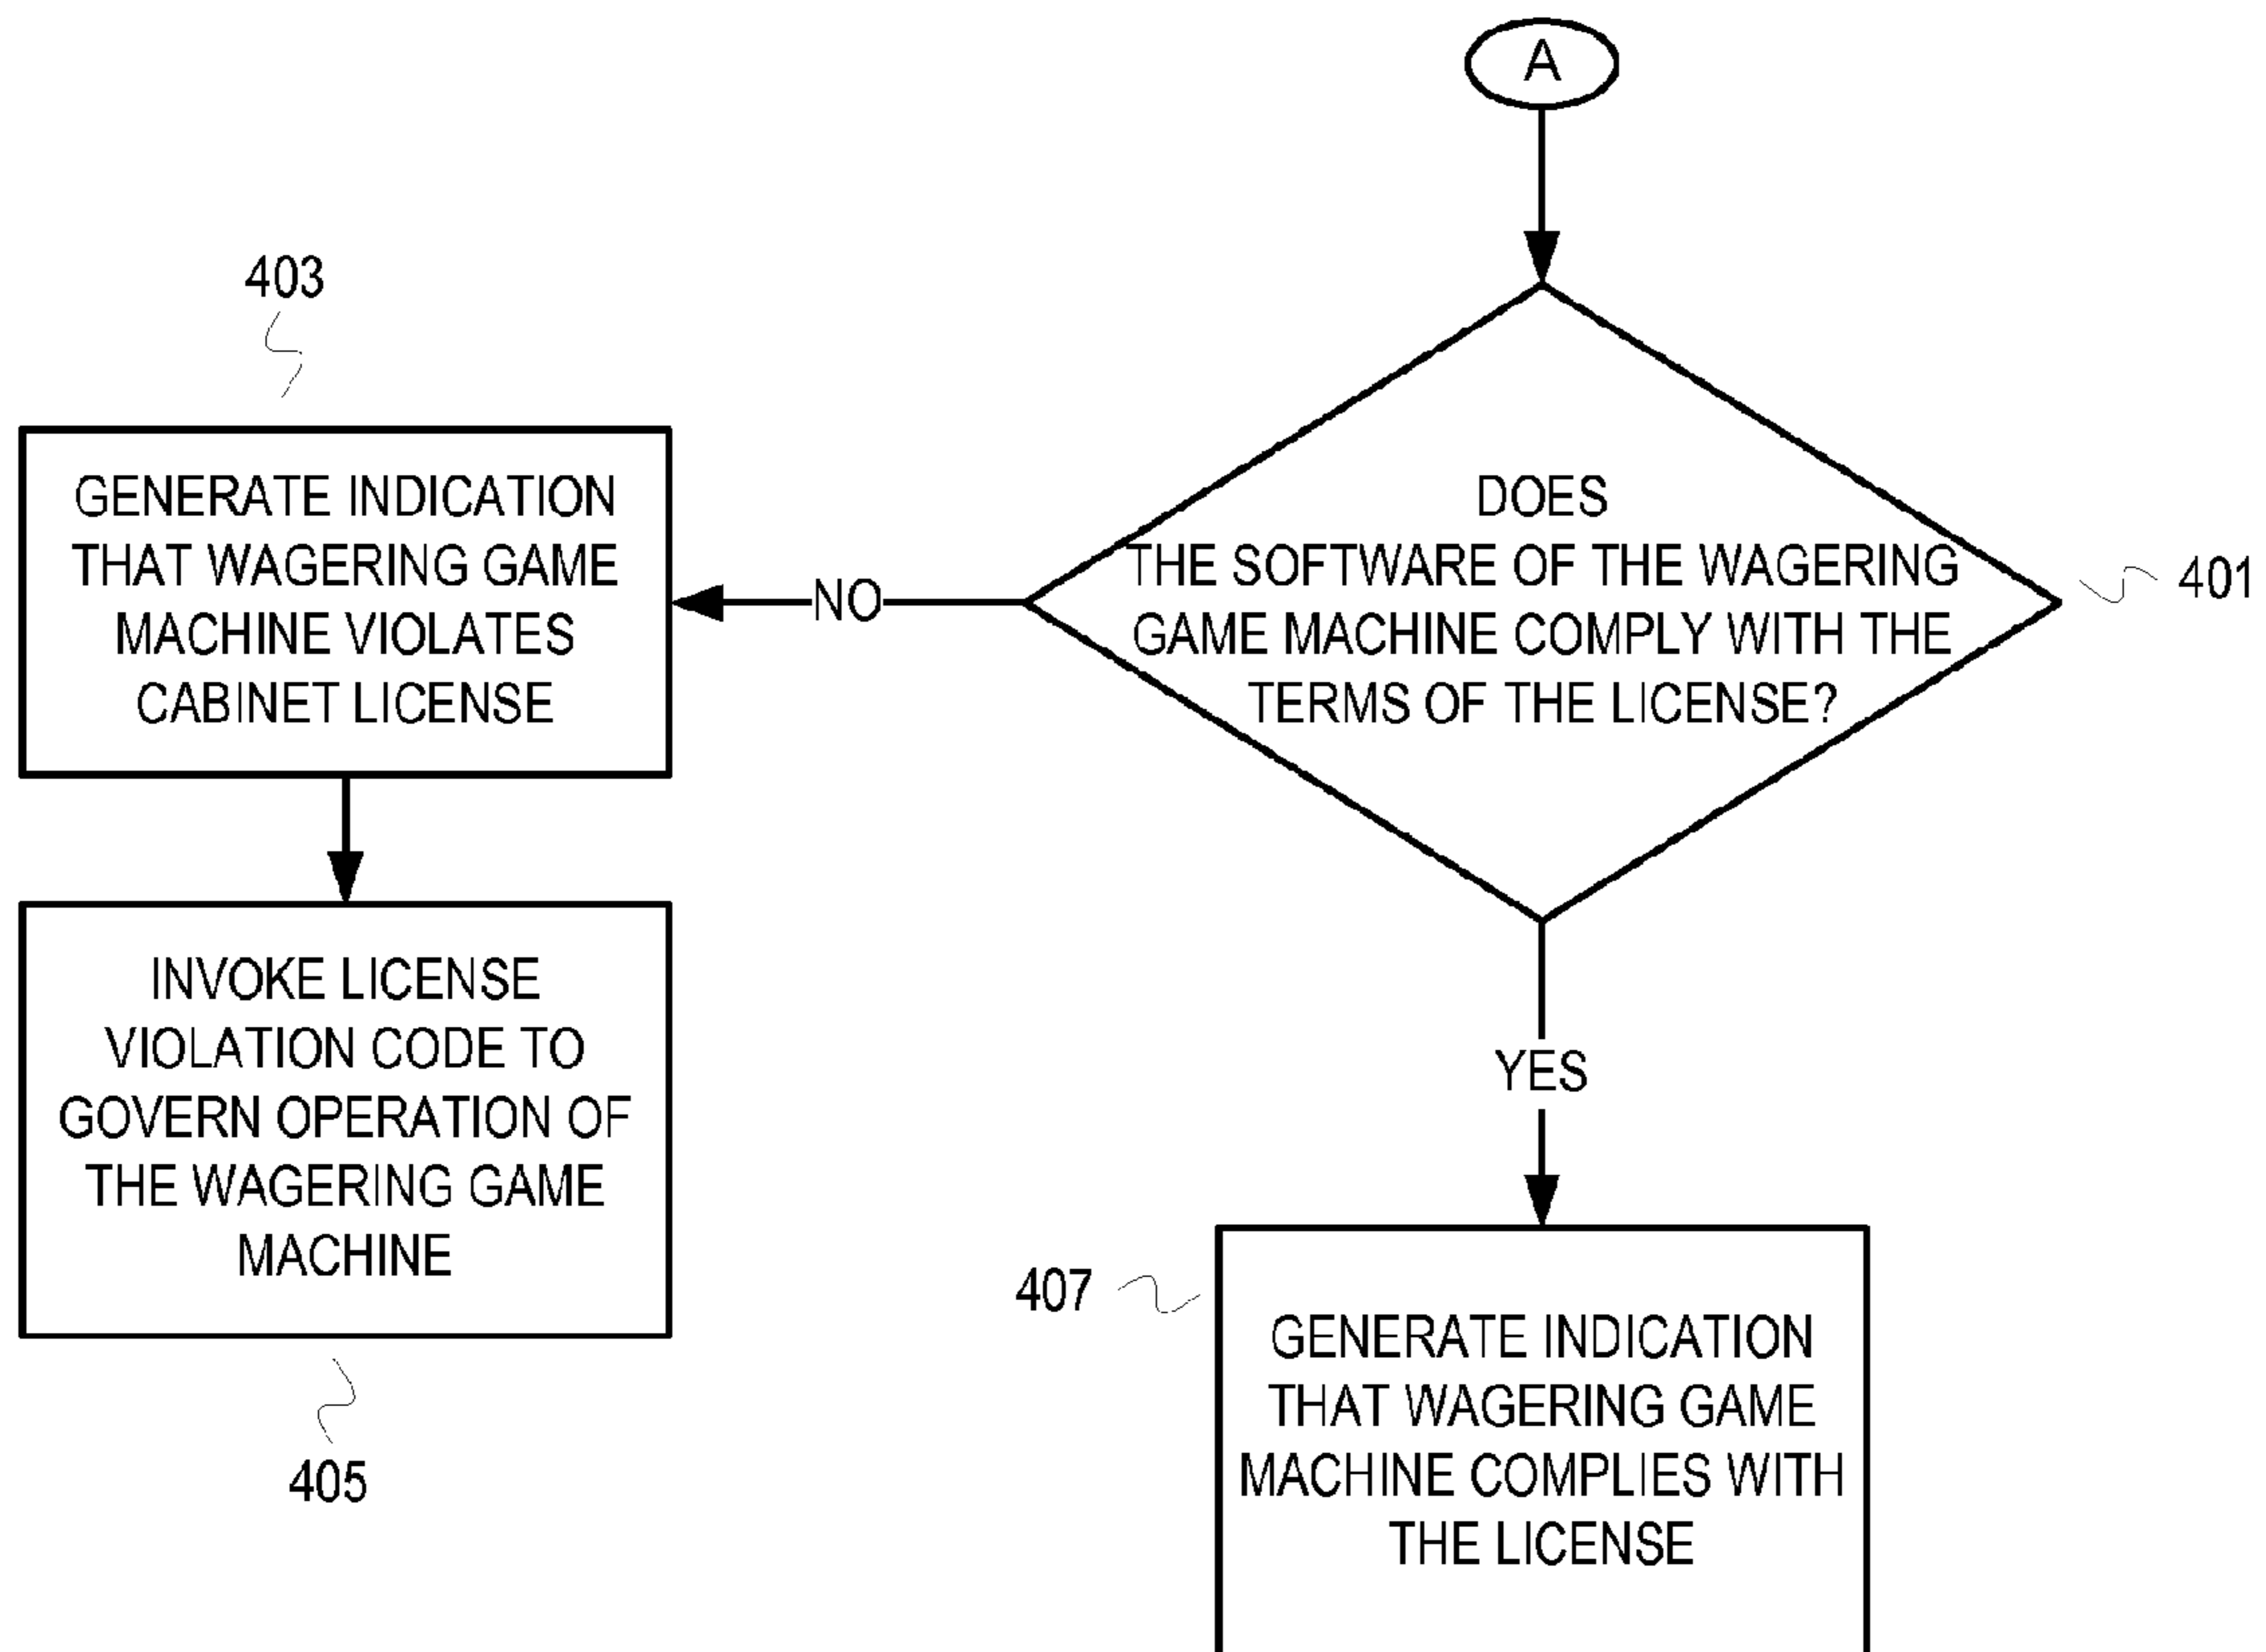 A
403
GENERATE INDICATION
THAT WAGERING GAME
MACHINE VIOLATES
CABINET LICENSE
NO
DOES
THE SOFTWARE OF THE WAGERING
GAME MACHINE COMPLY WITH THE
TERMS OF THE LICENSE?
401
INVOKE LICENSE
VIOLATION CODE TO
GOVERN OPERATION OF
THE WAGERING GAME
MACHINE
405
YES
407
GENERATE INDICATION
THAT WAGERING GAME
MACHINE COMPLIES WITH
THE LICENSE